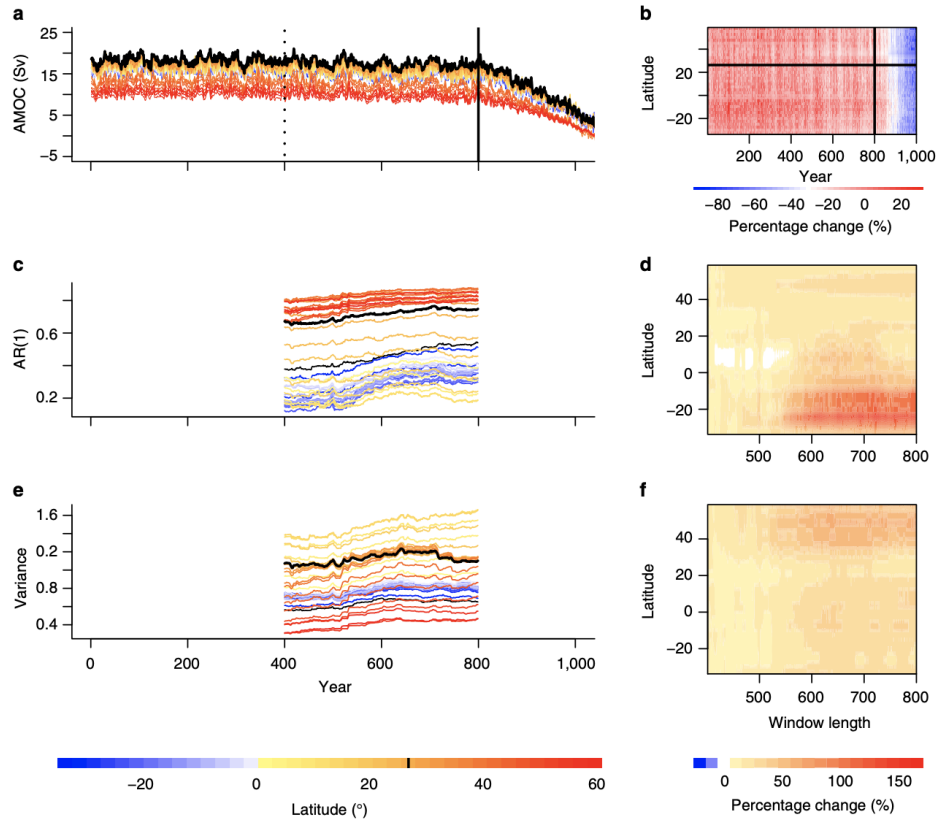 a
25
15
5
−5
AMOC (Sv)
b
20
−20
Latitude
200 400 600 800 1,000
Year
−80 −60 −40 −20 0 20
Percentage change (%)
c
0.6
0.2
AR(1)
d
40
20
0
−20
Latitude
500 600 700 800
e
1.6
0.2
0.8
0.4
Variance
0 200 400 600 800 1,000
Year
f
40
20
0
−20
Latitude
500 600 700 800
Window length
−20 0 20 40 60
Latitude (°)
0 50 100 150
Percentage change (%)